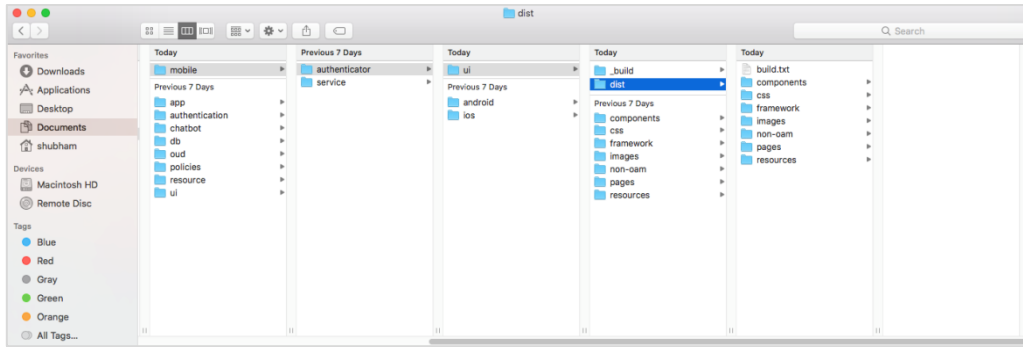 dist
Search
Favorites
Downloads
Applications
Desktop
Documents
shubham
Devices
Macintosh HD
Remote Disc
Tags
Blue
Red
Gray
Green
Orange
All Tags...
Today
mobile
Previous 7 Days
app
authentication
chatbot
db
oud
policies
resource
ui
Previous 7 Days
authenticator
service
Today
ui
Previous 7 Days
android
ios
Today
_build
dist
Previous 7 Days
components
css
framework
images
non-oam
pages
resources
Today
build.txt
components
css
framework
images
non-oam
pages
resources